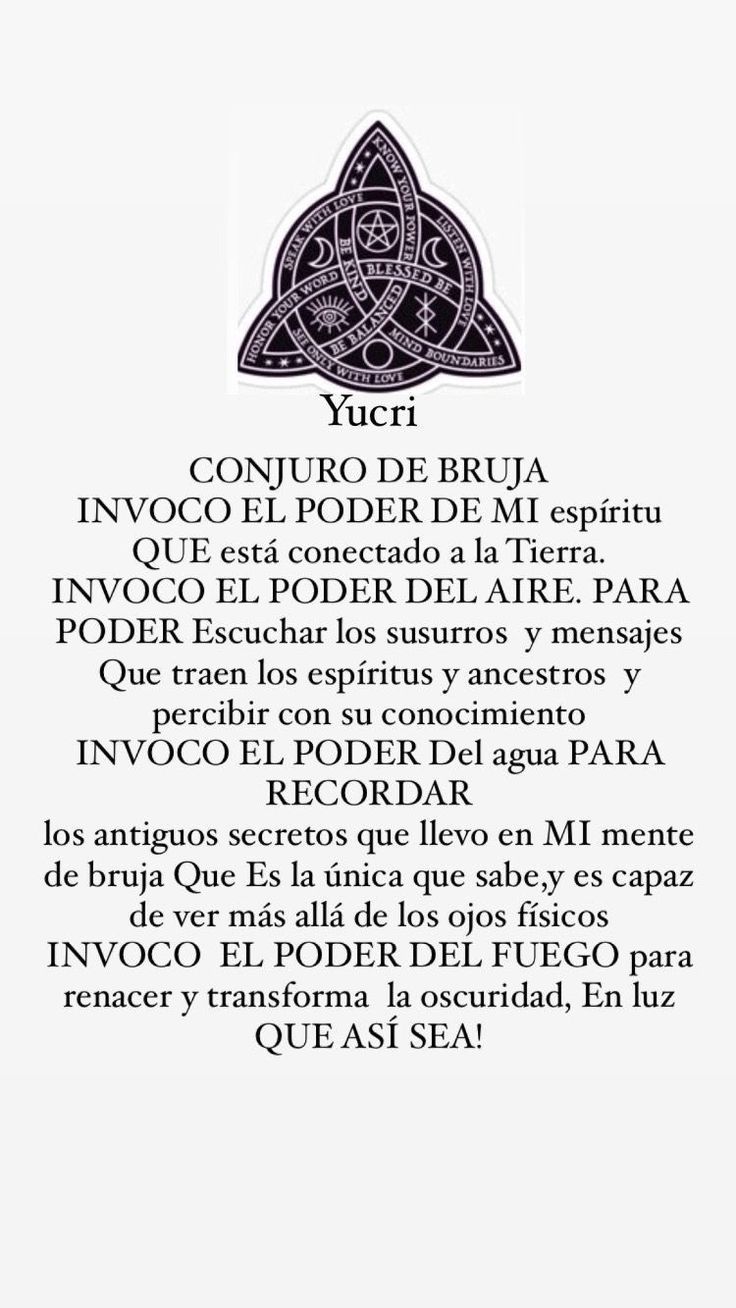 KNOW YOUR POWER
SPEAK WITH LOVE
LISTEN WITH LOVE
BE KIND
BLESSED BE
HONOR YOUR WORD
BE BALANCED
MIND BOUNDARIES
SEE ONLY WITH LOVE
Yucri
CONJURO DE BRUJA
INVOCO EL PODER DE MI espíritu
QUE está conectado a la Tierra.
INVOCO EL PODER DEL AIRE. PARA
PODER Escuchar los susurros y mensajes
Que traen los espíritus y ancestros y
percibir con su conocimiento
INVOCO EL PODER Del agua PARA
RECORDAR
los antiguos secretos que llevo en MI mente
de bruja Que Es la única que sabe,y es capaz
de ver más allá de los ojos físicos
INVOCO EL PODER DEL FUEGO para
renacer y transforma la oscuridad, En luz
QUE ASÍ SEA!